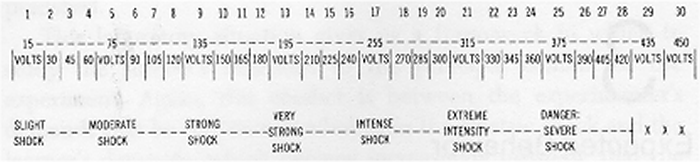 1 2 3 4 5 6 7 8 9 10 11 12 13 14 15 16 17 18 19 20 21 22 23 24 25 26 27 28 29 30
15 75 135 195 255 315 375 435 450
VOLTS 30 45 60 VOLTS 90 105 120 VOLTS 150 165 180 VOLTS 210 225 240 VOLTS 270 285 300 VOLTS 330 345 360 VOLTS 390 405 420 VOLTS VOLTS
VERY EXTREME DANGER:
SLIGHT MODERATE STRONG STRONG INTENSE INTENSITY SEVERE X X X
SHOCK SHOCK SHOCK SHOCK SHOCK SHOCK SHOCK